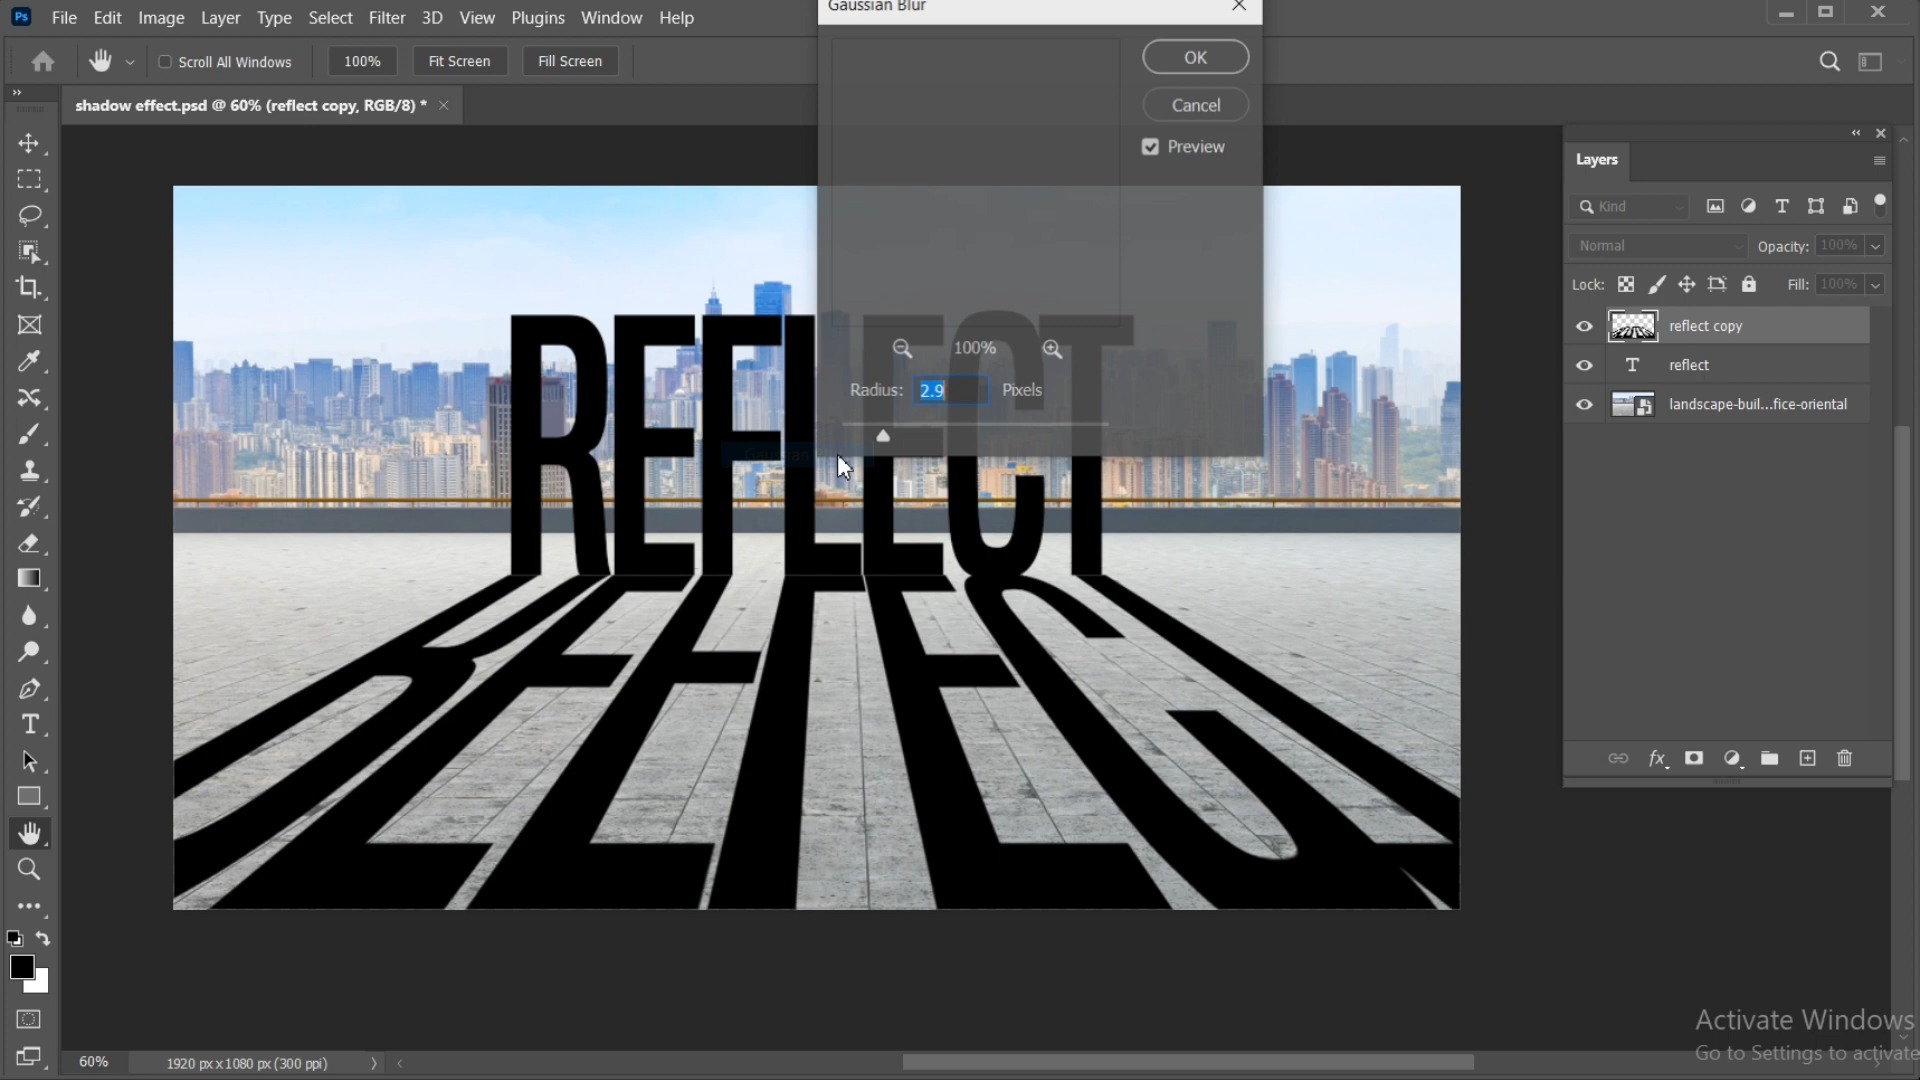 Ps File Edit Image Layer Type Select Filter 3D View Plugins Window Help
Gaussian Blur
Scroll All Windows 100% Fit Screen Fill Screen
OK
Cancel
Preview
shadow effect.psd @ 60% (reflect copy, RGB/8) *
Layers
Kind
Normal Opacity: 100%
Lock: Fill: 100%
reflect copy
reflect
landscape-buil...fice-oriental
REFLECT
100%
Radius: 2.9 Pixels
Gaussian
REFLECT
60% 1920 px x 1080 px (300 ppi)
Activate Windows
Go to Settings to activate